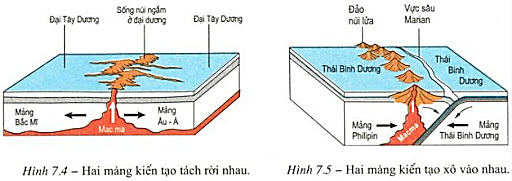 Đại Tây Dương
Sống núi ngầm
ở đại dương
Đại Tây Dương
Mảng
Bắc Mĩ
Mac ma
Mảng
Âu - Á
Hình 7.4 – Hai mảng kiến tạo tách rời nhau.
Đảo
núi lửa
Vực sâu
Marian
Thái Bình Dương
Thái
Bình
Dương
Mảng
Philipin
Macma
Mảng
Thái Bình Dương
Hình 7.5 – Hai mảng kiến tạo xô vào nhau.